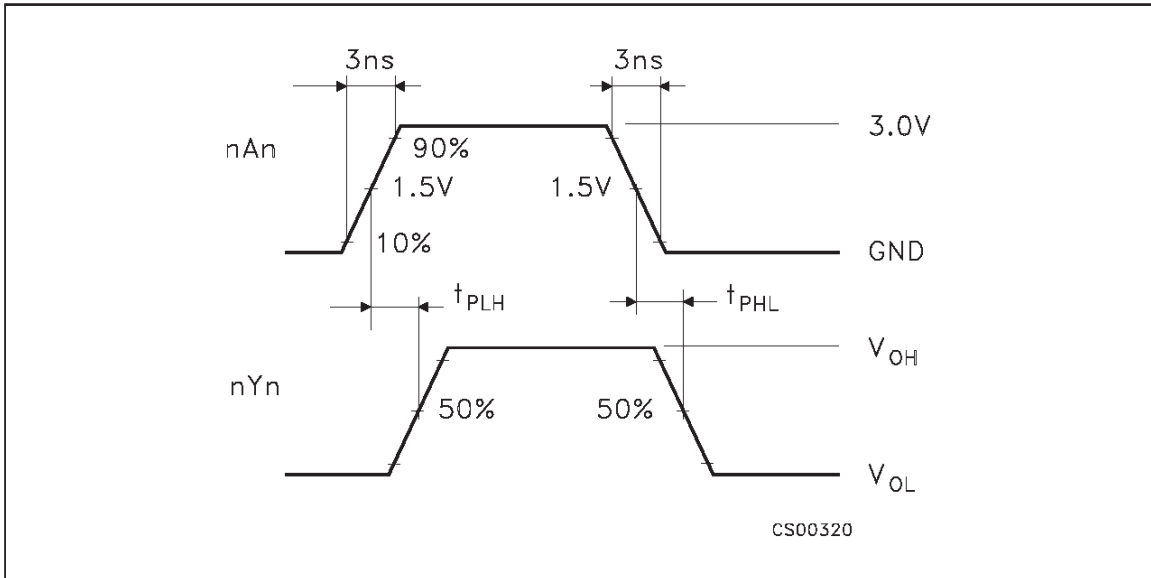 3ns 3ns
3.0V
nAn
90%
1.5V 1.5V
10%
GND
tPLH tPHL
VOH
nYn
50% 50%
VOL
CS00320